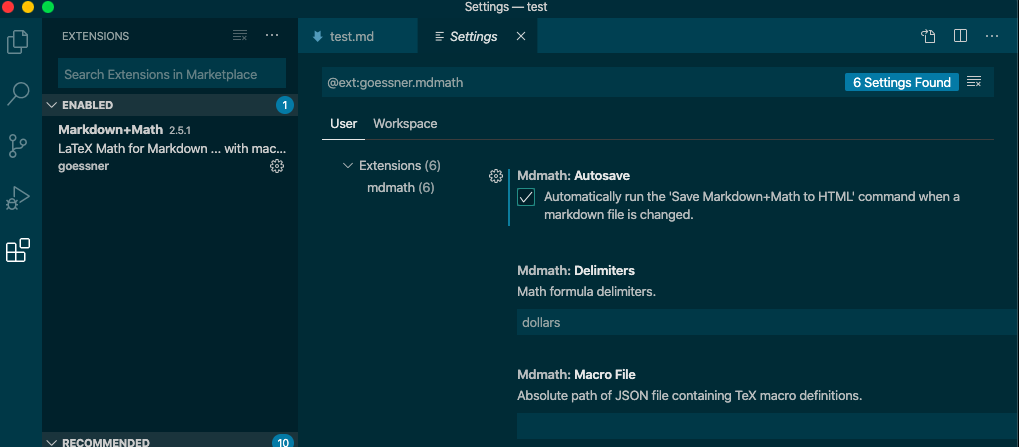 Settings — test
EXTENSIONS
test.md
Settings
Search Extensions in Marketplace
ENABLED
1
Markdown+Math 2.5.1
LaTeX Math for Markdown ... with mac...
goessner
RECOMMENDED
10
@ext:goessner.mdmath
6 Settings Found
User
Workspace
Extensions (6)
mdmath (6)
Mdmath: Autosave
Automatically run the 'Save Markdown+Math to HTML' command when a
markdown file is changed.
Mdmath: Delimiters
Math formula delimiters.
dollars
Mdmath: Macro File
Absolute path of JSON file containing TeX macro definitions.